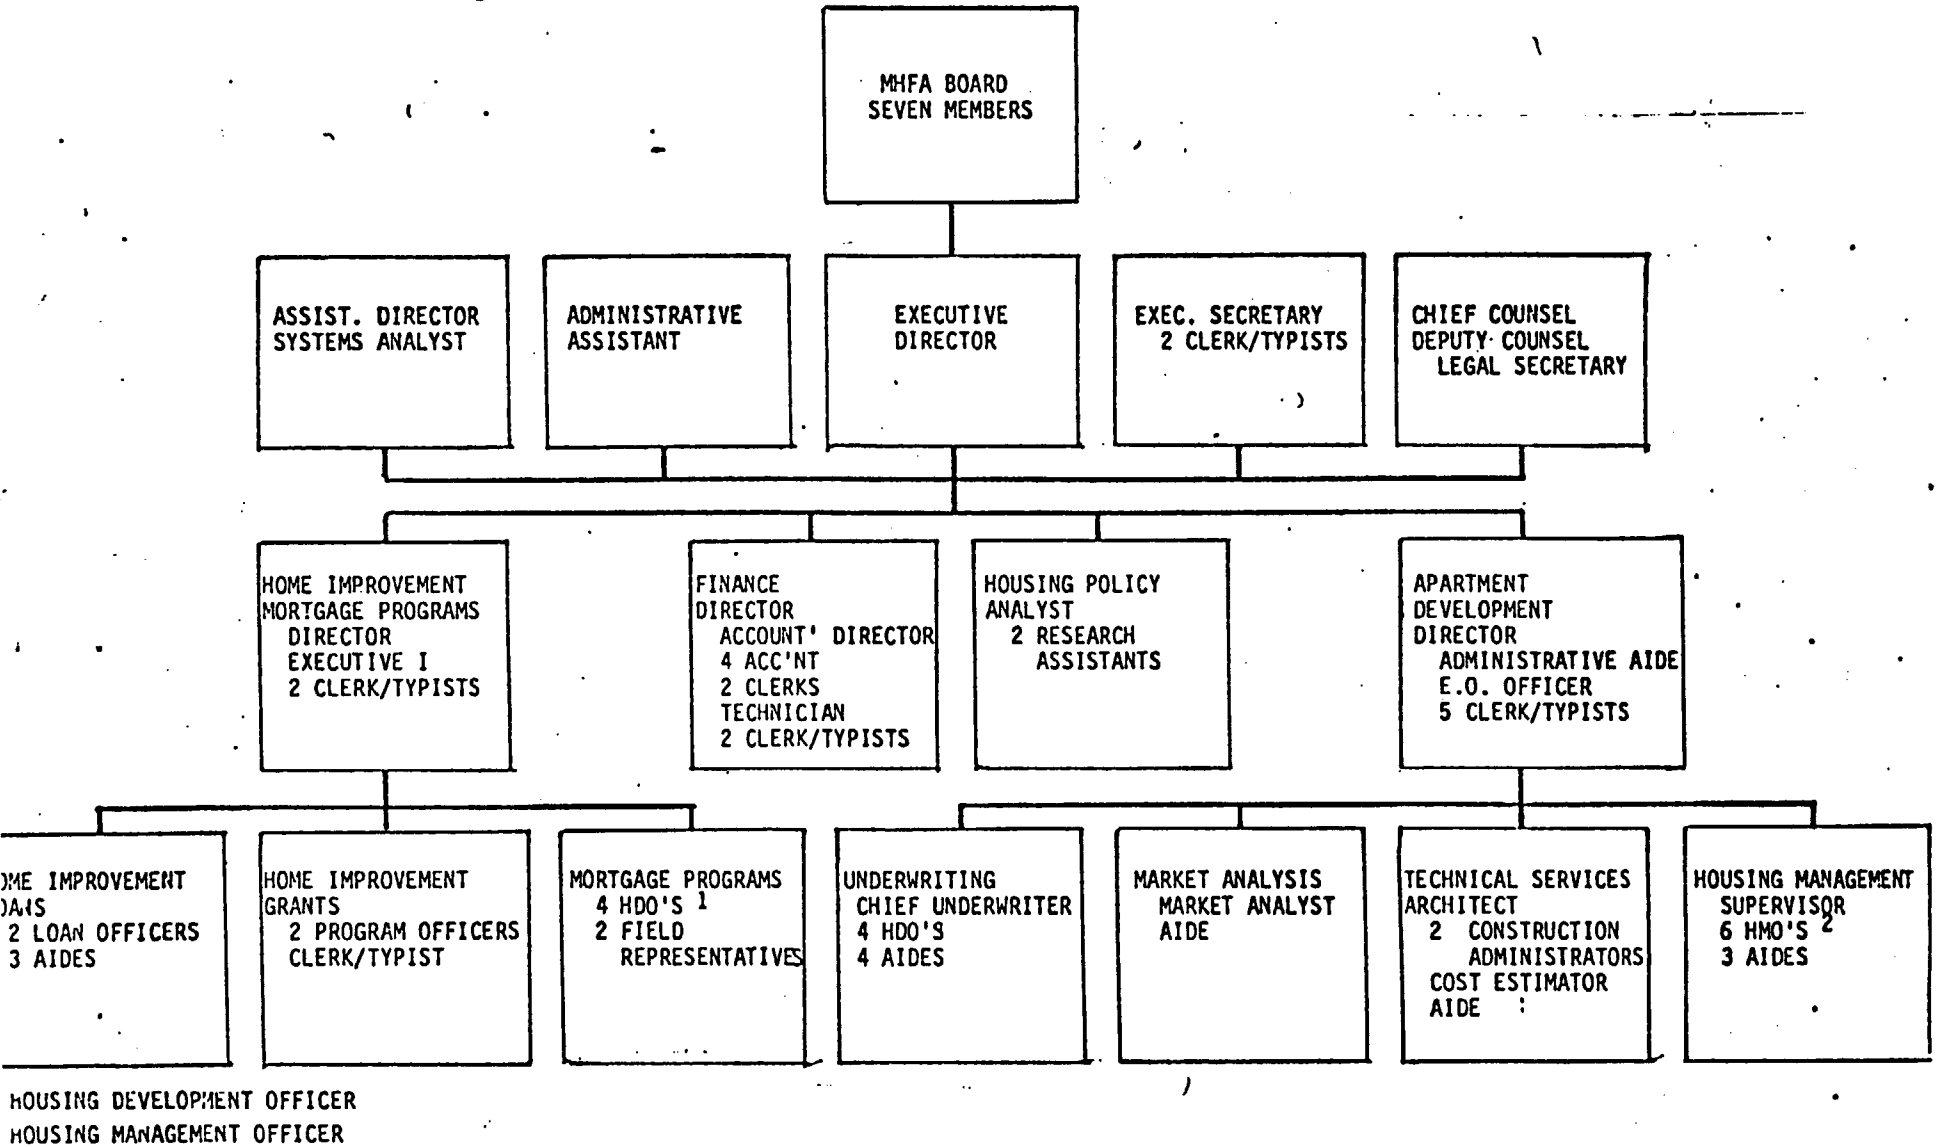 MHFA BOARD
SEVEN MEMBERS
ASSIST. DIRECTOR
SYSTEMS ANALYST
ADMINISTRATIVE
ASSISTANT
EXECUTIVE
DIRECTOR
EXEC. SECRETARY
2 CLERK/TYPISTS
CHIEF COUNSEL
DEPUTY COUNSEL
LEGAL SECRETARY
HOME IMPROVEMENT
MORTGAGE PROGRAMS
DIRECTOR
EXECUTIVE I
2 CLERK/TYPISTS
FINANCE
DIRECTOR
ACCOUNT' DIRECTOR
4 ACC'NT
2 CLERKS
TECHNICIAN
2 CLERK/TYPISTS
HOUSING POLICY
ANALYST
2 RESEARCH
ASSISTANTS
APARTMENT
DEVELOPMENT
DIRECTOR
ADMINISTRATIVE AIDE
E.O. OFFICER
5 CLERK/TYPISTS
OME IMPROVEMENT
OANS
2 LOAN OFFICERS
3 AIDES
HOME IMPROVEMENT
GRANTS
2 PROGRAM OFFICERS
CLERK/TYPIST
MORTGAGE PROGRAMS
4 HDO'S 1
2 FIELD
REPRESENTATIVES
UNDERWRITING
CHIEF UNDERWRITER
4 HDO'S
4 AIDES
MARKET ANALYSIS
MARKET ANALYST
AIDE
TECHNICAL SERVICES
ARCHITECT
2 CONSTRUCTION
ADMINISTRATORS
COST ESTIMATOR
AIDE
HOUSING MANAGEMENT
SUPERVISOR
6 HMO'S 2
3 AIDES
HOUSING DEVELOPMENT OFFICER
HOUSING MANAGEMENT OFFICER